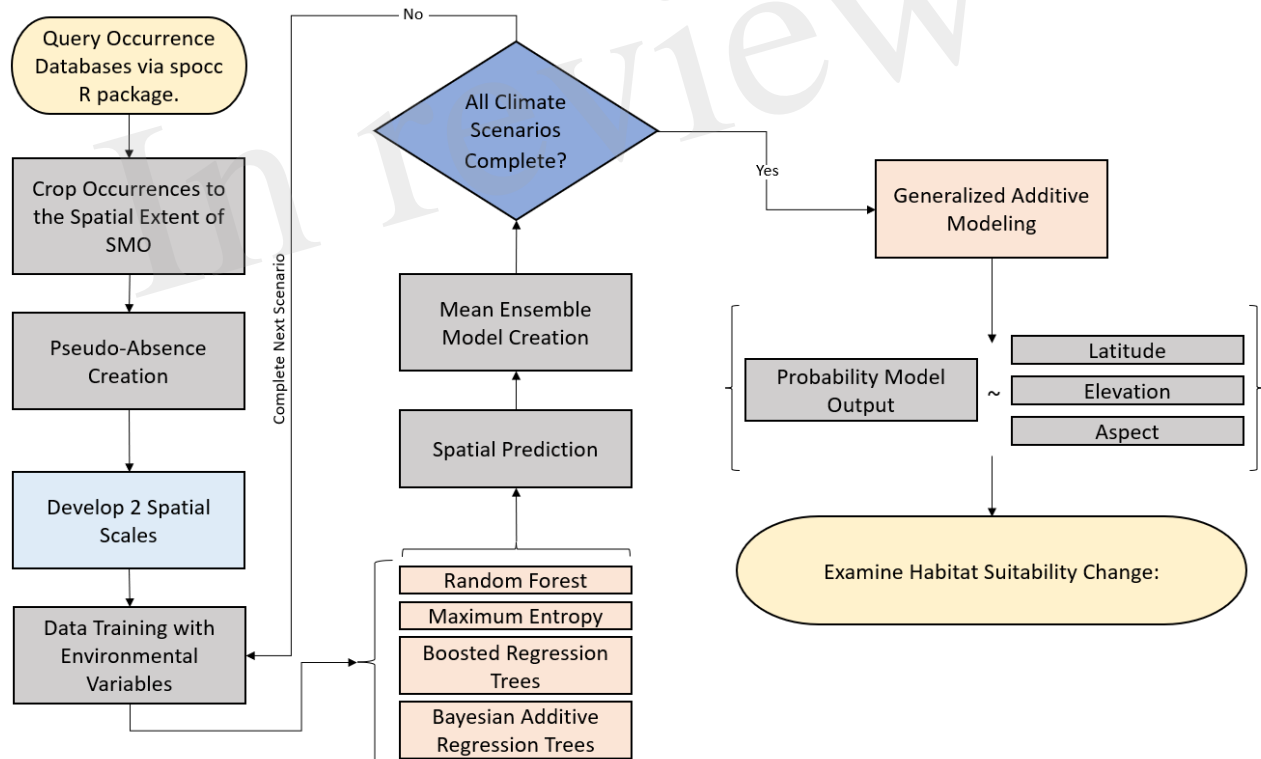 Query Occurrence
Databases via spocc
R package.
Crop Occurrences to
the Spatial Extent of
SMO
Pseudo-Absence
Creation
Develop 2 Spatial
Scales
Data Training with
Environmental
Variables
Complete Next Scenario
No
All Climate
Scenarios
Complete?
Yes
Mean Ensemble
Model Creation
Spatial Prediction
Random Forest
Maximum Entropy
Boosted Regression
Trees
Bayesian Additive
Regression Trees
Generalized Additive
Modeling
Probability Model
Output
~
Latitude
Elevation
Aspect
Examine Habitat Suitability Change:
In review